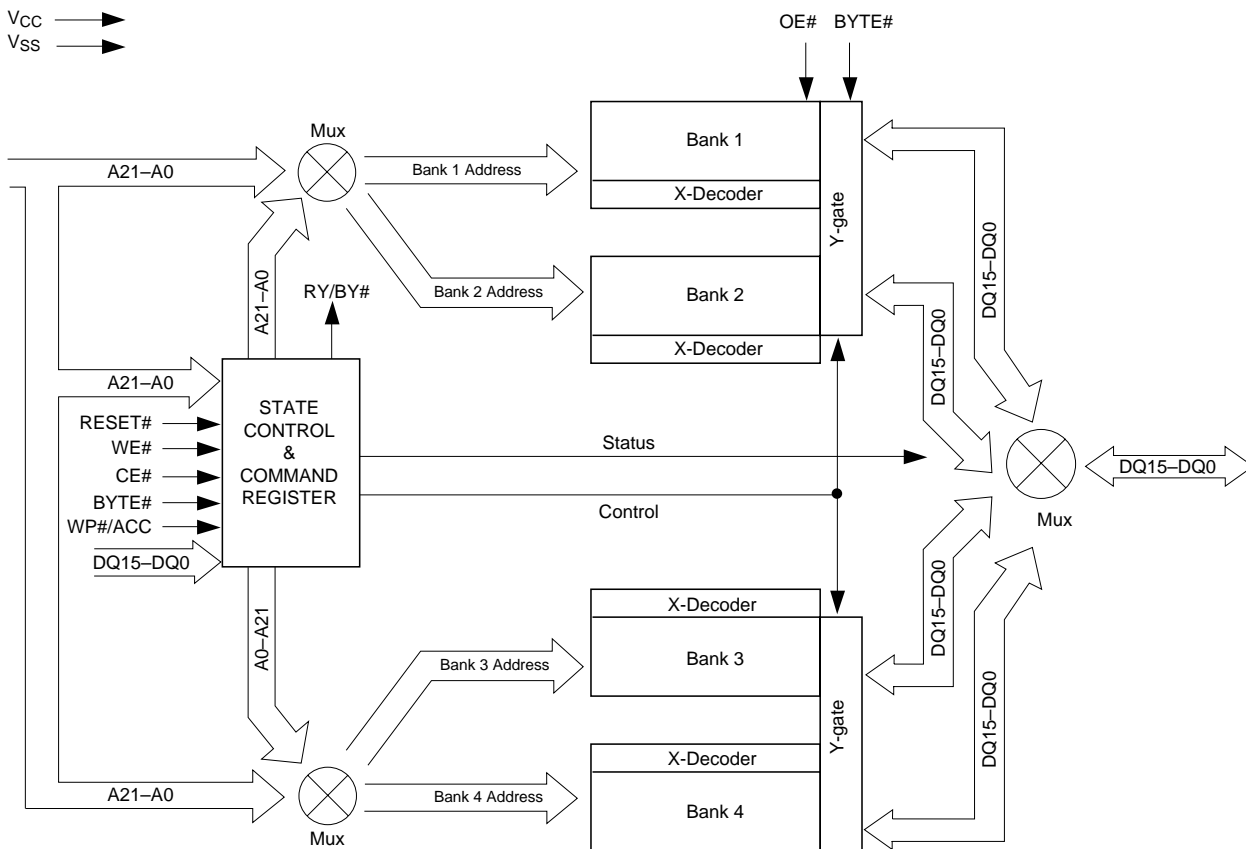 VCC
VSS
OE# BYTE#
Mux
Bank 1
A21–A0
Bank 1 Address
X-Decoder
Y-gate
DQ15–DQ0
A21–A0
RY/BY#
Bank 2 Address
Bank 2
X-Decoder
DQ15–DQ0
A21–A0
RESET#
WE#
CE#
BYTE#
WP#/ACC
DQ15–DQ0
STATE
CONTROL
&
COMMAND
REGISTER
Status
Control
DQ15–DQ0
Mux
A0–A21
X-Decoder
Bank 3 Address
Bank 3
Y-gate
DQ15–DQ0
DQ15–DQ0
X-Decoder
A21–A0
Bank 4 Address
Bank 4
Mux